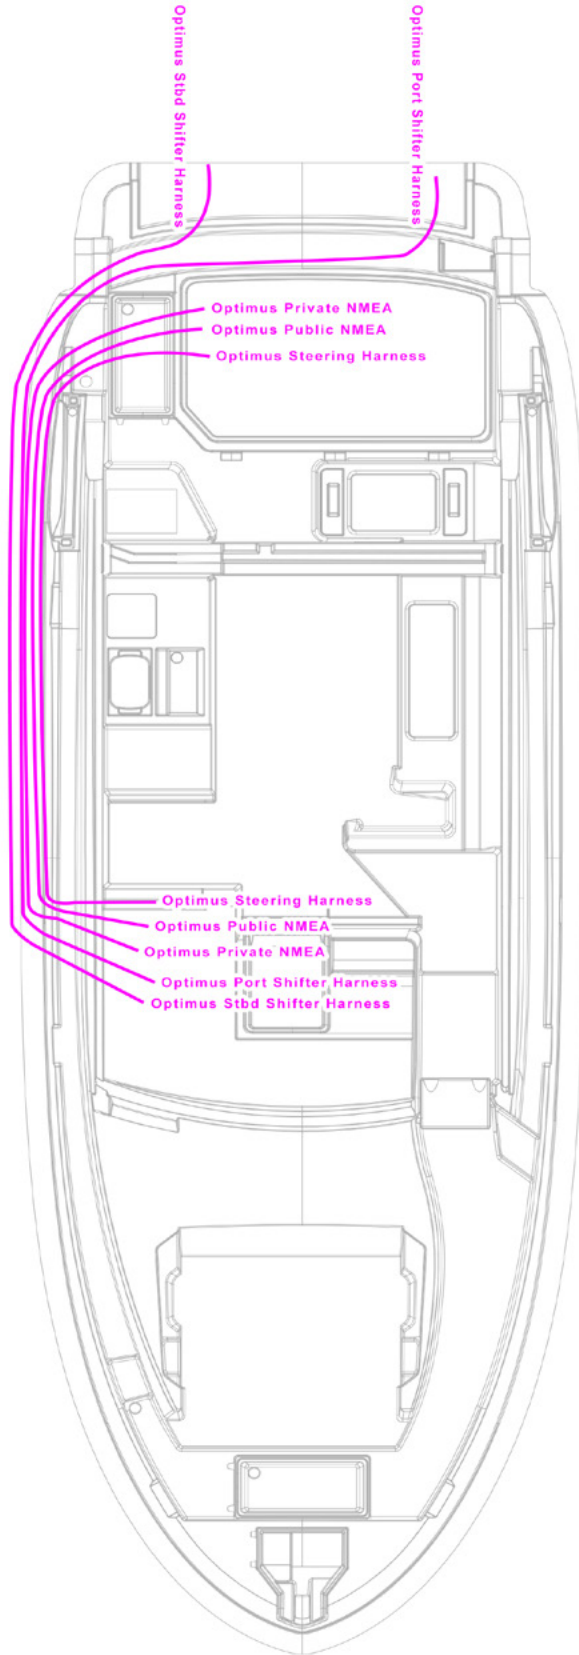 Optimus Stbd Shifter Harness
Optimus Port Shifter Harness
Optimus Private NMEA
Optimus Public NMEA
Optimus Steering Harness
Optimus Steering Harness
Optimus Public NMEA
Optimus Private NMEA
Optimus Port Shifter Harness
Optimus Stbd Shifter Harness